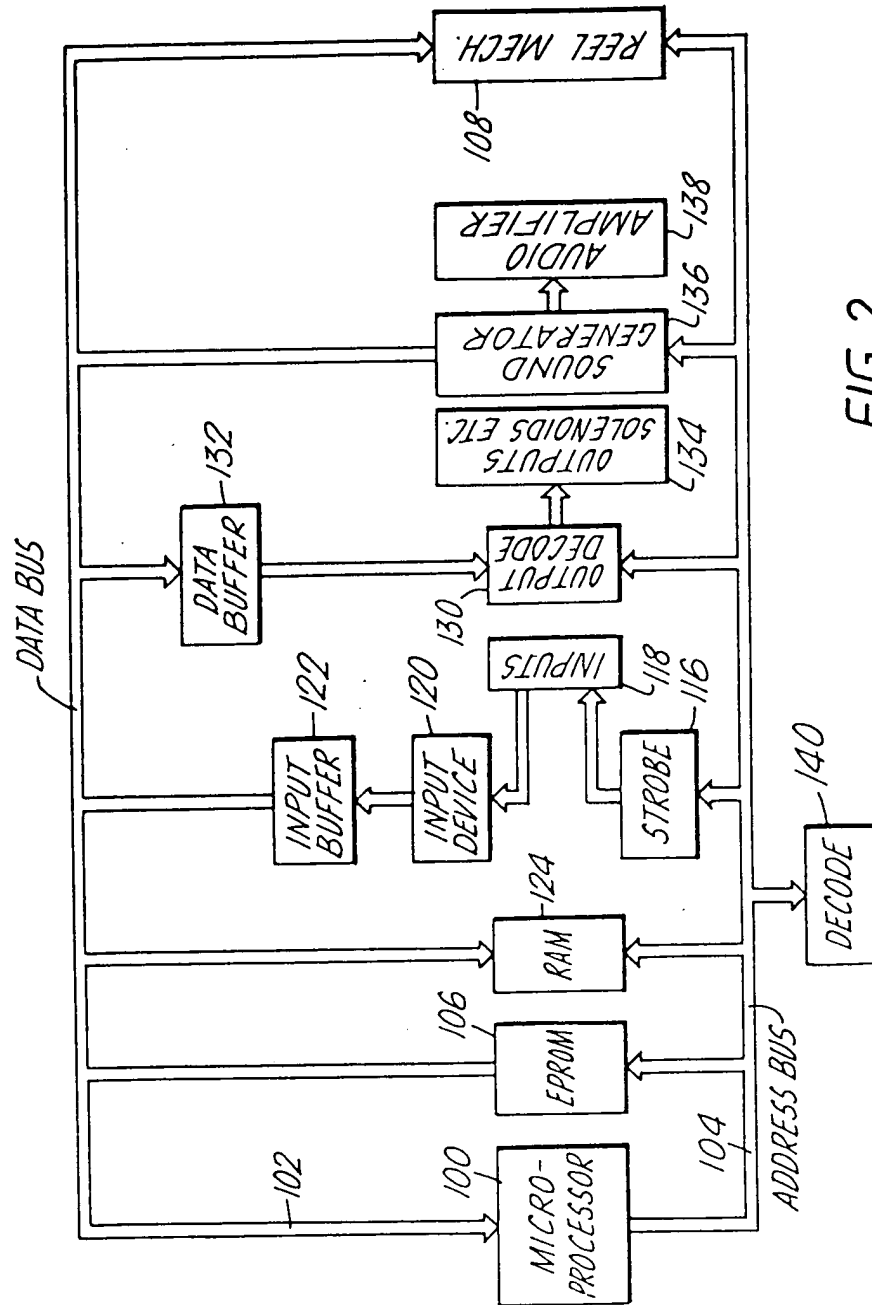 DATA BUS
102
100
MICRO-
PROCESSOR
106
EPROM
124
RAM
122
INPUT
BUFFER
120
INPUT
DEVICE
INPUTS
118
116
STROBE
132
DATA
BUFFER
130
OUTPUT
DECODE
OUTPUTS
SOLENOIDS ETC.
134
SOUND
GENERATOR
136
AUDIO
AMPLIFIER
138
108
REEL MECH.
104
ADDRESS BUS
140
DECODE
FIG. 2